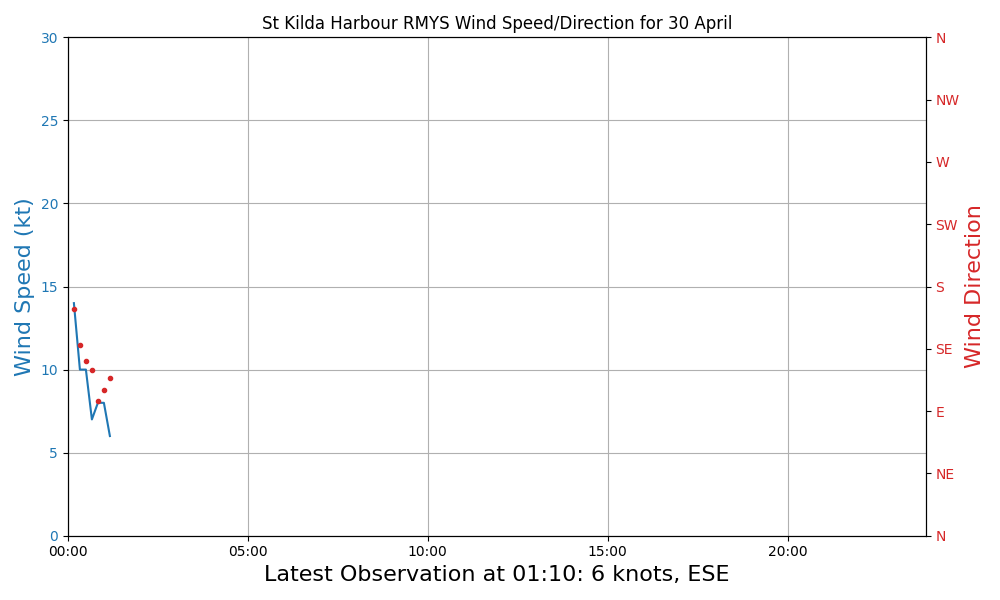 St Kilda Harbour RMYS Wind Speed/Direction for 30 April
30
25
20
15
10
5
0
Wind Speed (kt)
N
NW
W
SW
S
SE
E
NE
N
Wind Direction
00:00 05:00 10:00 15:00 20:00
Latest Observation at 01:10: 6 knots, ESE